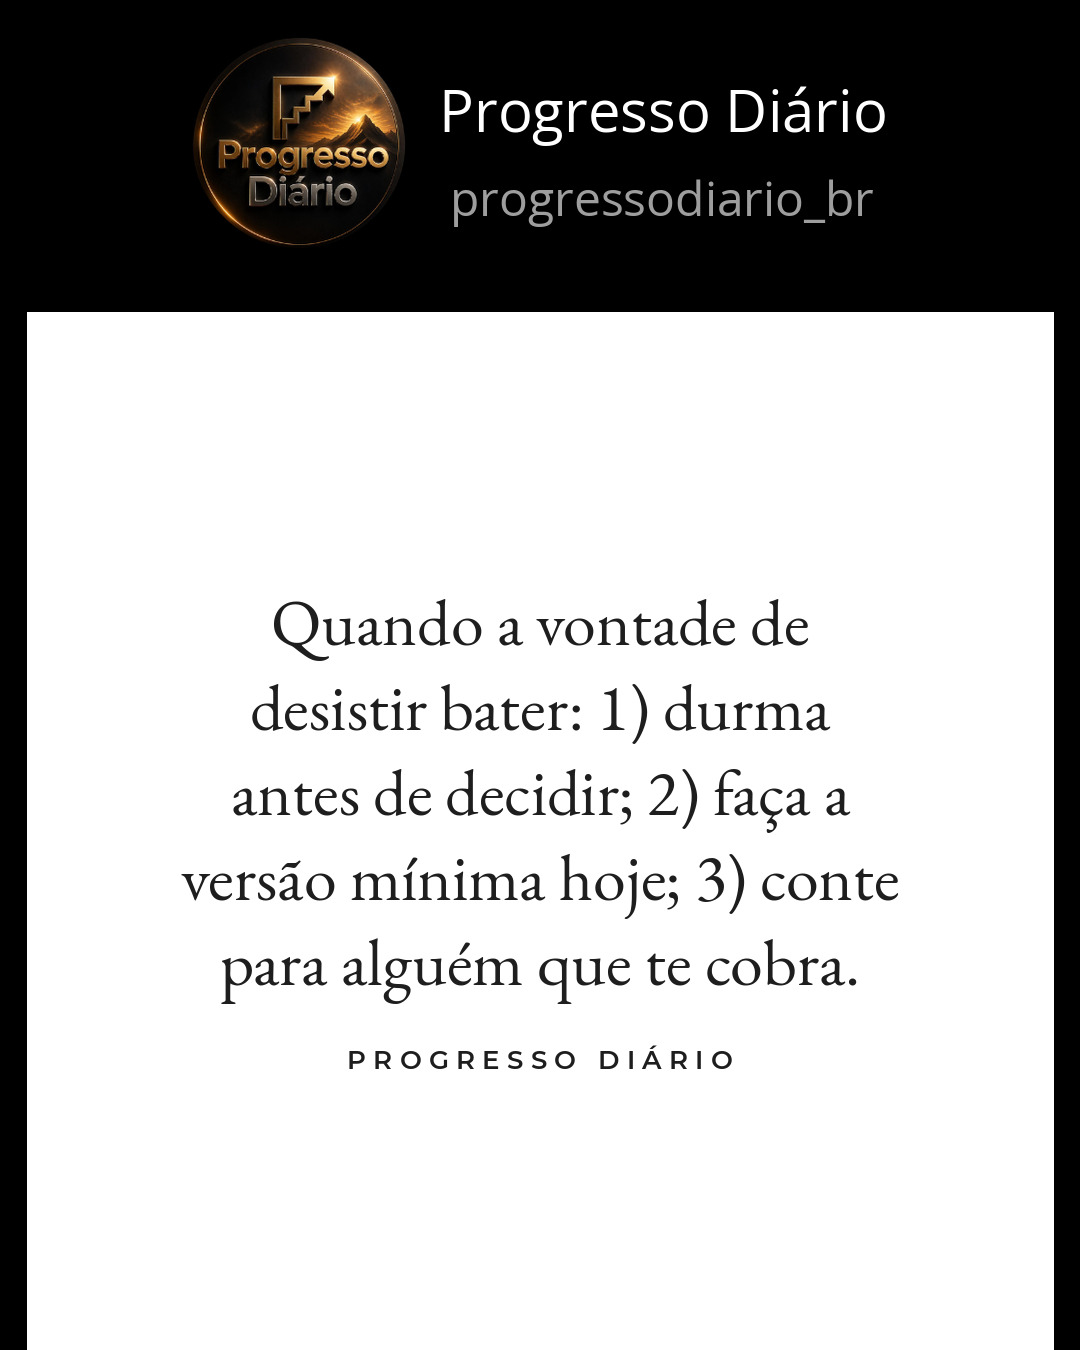 Progresso
Diário
Progresso Diário
progressodiario_br
Quando a vontade de
desistir bater: 1) durma
antes de decidir; 2) faça a
versão mínima hoje; 3) conte
para alguém que te cobra.
PROGRESSO DIÁRIO